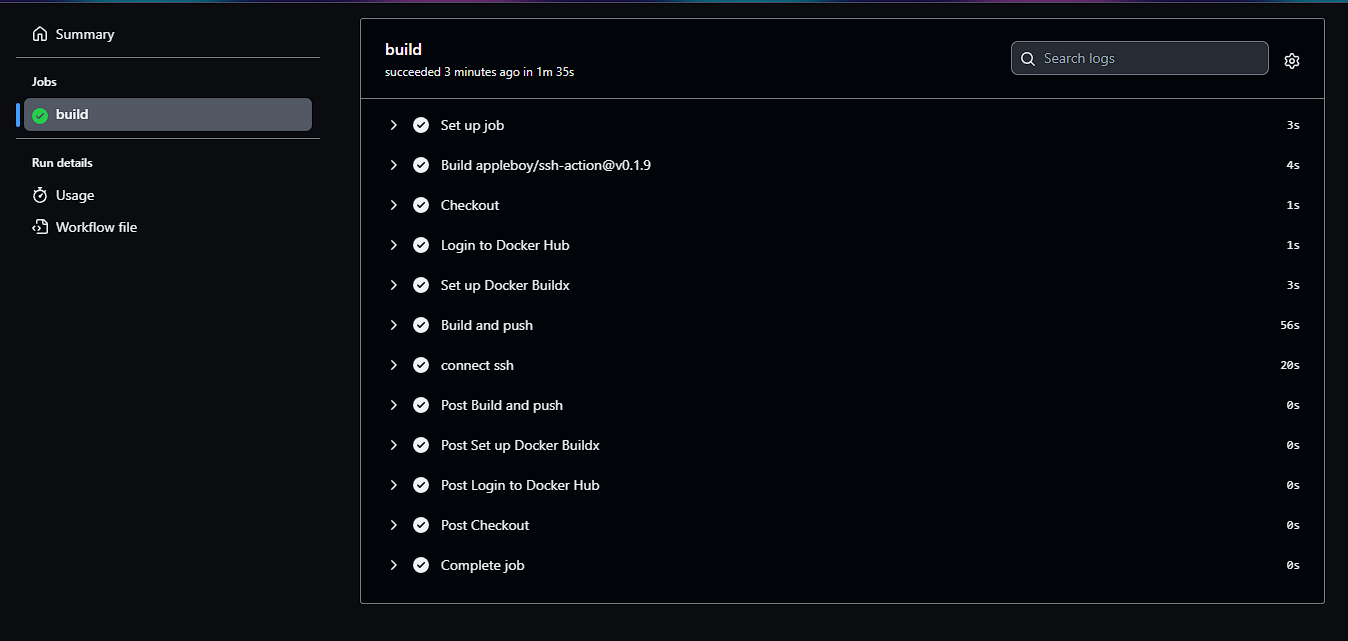 Summary
Jobs
build
Run details
Usage
Workflow file
build
succeeded 3 minutes ago in 1m 35s
Search logs
Set up job 3s
Build appleboy/ssh-action@v0.1.9 4s
Checkout 1s
Login to Docker Hub 1s
Set up Docker Buildx 3s
Build and push 56s
connect ssh 20s
Post Build and push 0s
Post Set up Docker Buildx 0s
Post Login to Docker Hub 0s
Post Checkout 0s
Complete job 0s